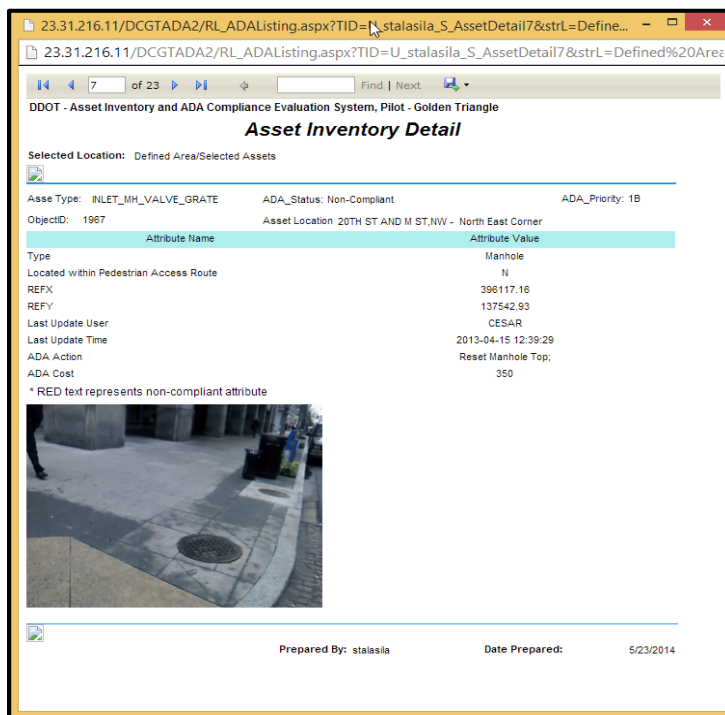 23.31.216.11/DCGTADA2/RL_ADAListing.aspx?TID=U_stalasila_S_AssetDetail7&strL=Define...
23.31.216.11/DCGTADA2/RL_ADAListing.aspx?TID=U_stalasila_S_AssetDetail7&strL=Defined%20Area
7 of 23 Find | Next
DDOT - Asset Inventory and ADA Compliance Evaluation System, Pilot - Golden Triangle
Asset Inventory Detail
Selected Location: Defined Area/Selected Assets
Asse Type: INLET_MH_VALVE_GRATE ADA_Status: Non-Compliant ADA_Priority: 1B
ObjectID: 1967 Asset Location 20TH ST AND M ST,NW - North East Corner
Attribute Name Attribute Value
Type Manhole
Located within Pedestrian Access Route N
REFX 396117.16
REFY 137542.93
Last Update User CESAR
Last Update Time 2013-04-15 12:39:29
ADA Action Reset Manhole Top;
ADA Cost 350
* RED text represents non-compliant attribute
Prepared By: stalasila Date Prepared: 5/23/2014